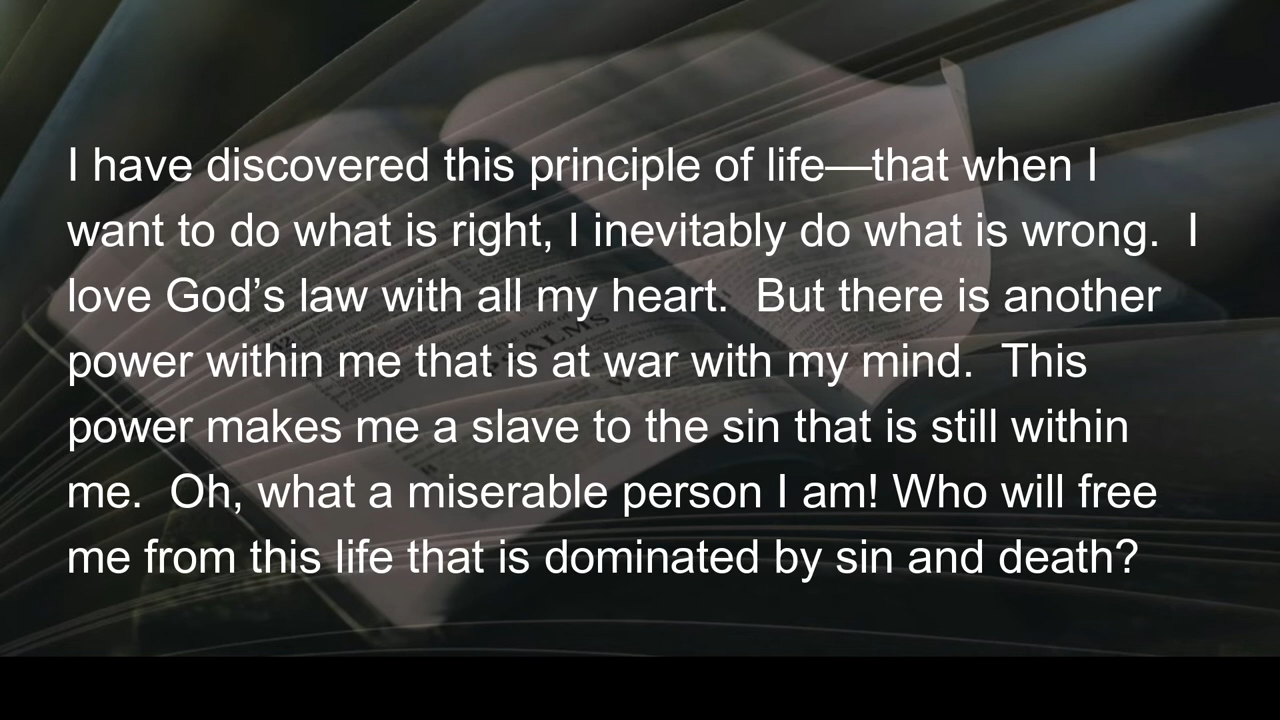 I have discovered this principle of life—that when I
want to do what is right, I inevitably do what is wrong.  I
love God’s law with all my heart.  But there is another
power within me that is at war with my mind.  This
power makes me a slave to the sin that is still within
me.  Oh, what a miserable person I am! Who will free
me from this life that is dominated by sin and death?
The Book
PSALMS